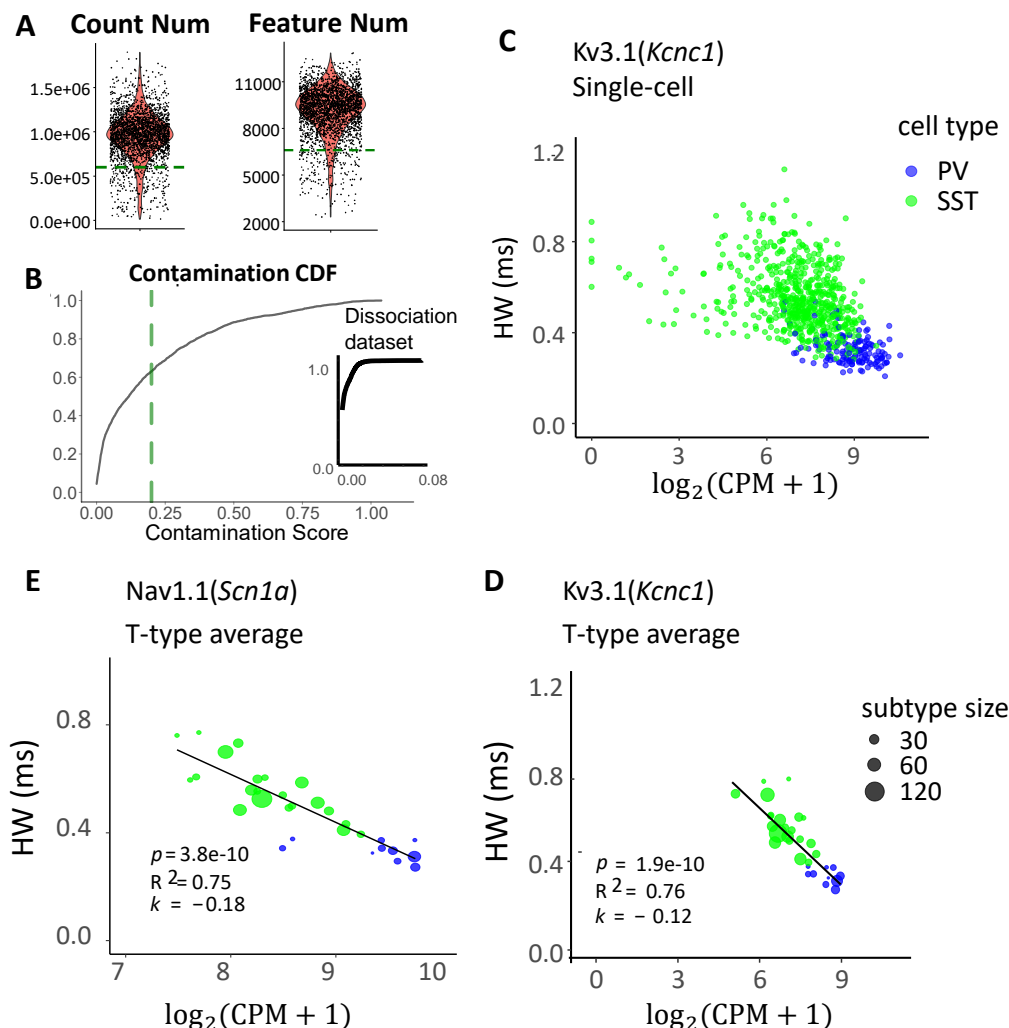 A
Count Num
1.5e+06
1.0e+06
5.0e+05
0.0e+00
Feature Num
11000
8000
5000
2000
B
Contamination CDF
1.0
0.8
0.6
0.4
0.2
0.0
0.00
0.25
0.50
0.75
1.00
Contamination Score
Dissociation
dataset
1.0
0.0
0.00
0.08
C
Kv3.1(Kcnc1)
Single-cell
cell type
PV
SST
HW (ms)
1.2
0.8
0.4
0.0
0
3
6
9
log₂(CPM + 1)
E
Nav1.1(Scn1a)
T-type average
HW (ms)
0.8
0.4
0.0
p = 3.8e-10
R² = 0.75
k = −0.18
7
8
9
10
log₂(CPM + 1)
D
Kv3.1(Kcnc1)
T-type average
HW (ms)
1.2
0.8
0.4
0.0
p = 1.9e-10
R² = 0.76
k = − 0.12
0
3
6
9
log₂(CPM + 1)
subtype size
30
60
120